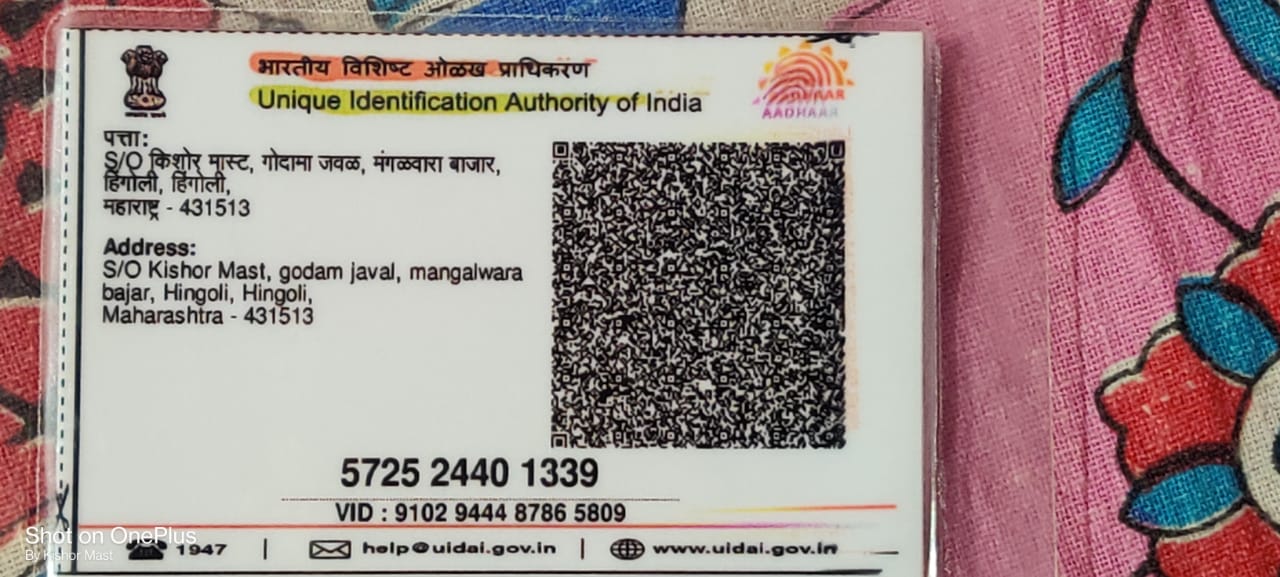 भारतीय विशिष्ट ओळख प्राधिकरण
Unique Identification Authority of India
AADHAAR
पत्ता:
S/O किशोर मास्ट, गोदामा जवळ, मंगळवारा बाजार,
हिंगोली, हिंगोली,
महाराष्ट्र - 431513
Address:
S/O Kishor Mast, godam javal, mangalwara
bajar, Hingoli, Hingoli,
Maharashtra - 431513
5725 2440 1339
VID : 9102 9444 8786 5809
1947 | help@uidai.gov.in | www.uidai.gov.in
Shot on OnePlus
By Kishor Mast